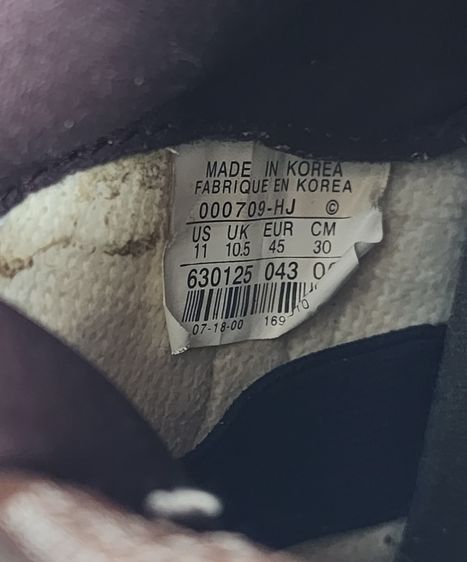 MADE IN KOREA
FABRIQUE EN KOREA
000709-HJ ©
US UK EUR CM
11 10.5 45 30
630125 043
07-18-00 169